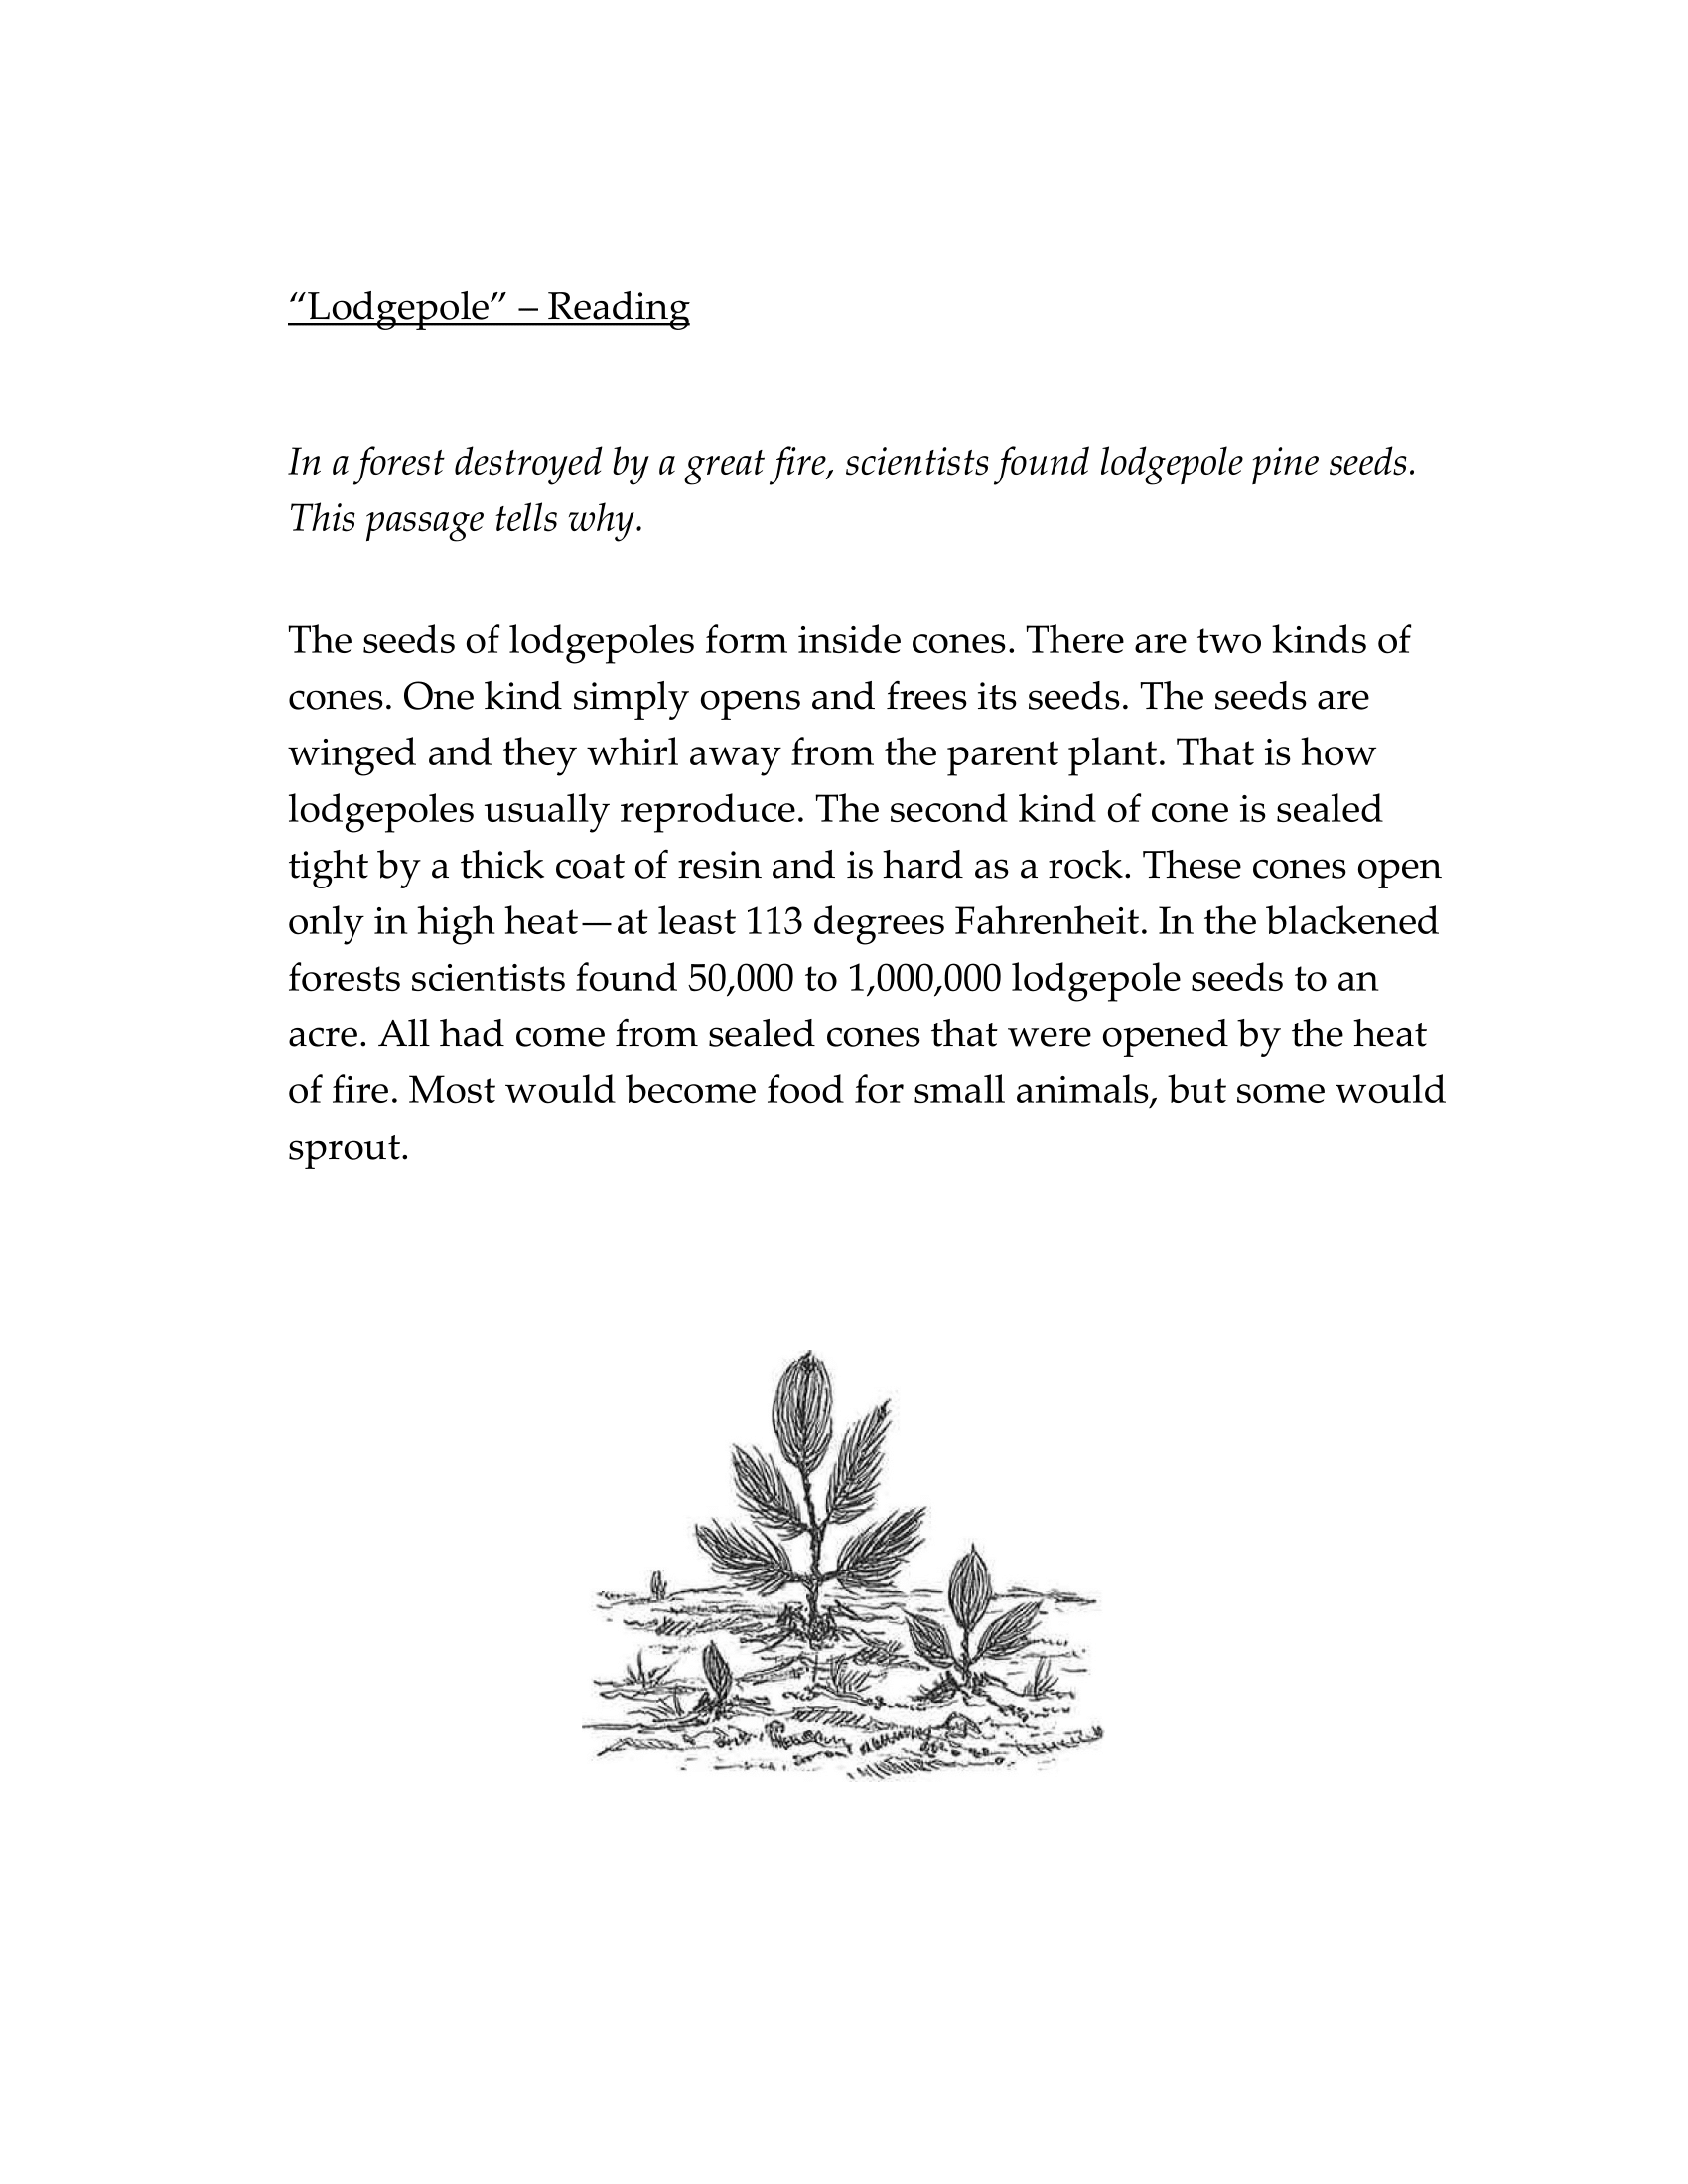 “Lodgepole” – Reading
In a forest destroyed by a great fire, scientists found lodgepole pine seeds.
This passage tells why.
The seeds of lodgepoles form inside cones. There are two kinds of
cones. One kind simply opens and frees its seeds. The seeds are
winged and they whirl away from the parent plant. That is how
lodgepoles usually reproduce. The second kind of cone is sealed
tight by a thick coat of resin and is hard as a rock. These cones open
only in high heat—at least 113 degrees Fahrenheit. In the blackened
forests scientists found 50,000 to 1,000,000 lodgepole seeds to an
acre. All had come from sealed cones that were opened by the heat
of fire. Most would become food for small animals, but some would
sprout.